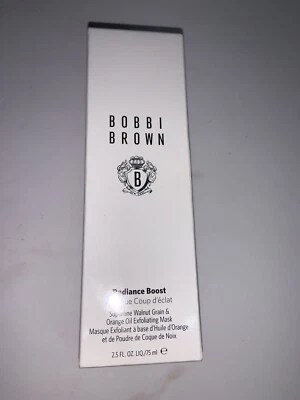 BOBBI
BROWN
B
Radiance Boost
Coup d'éclat
Superfine Walnut Grain &
Orange Oil Exfoliating Mask
Masque Exfoliant à base d'Huile d'Orange
et de Poudre de Coque de Noix
2.5 FL. OZ. LIQ./75 ml ℮